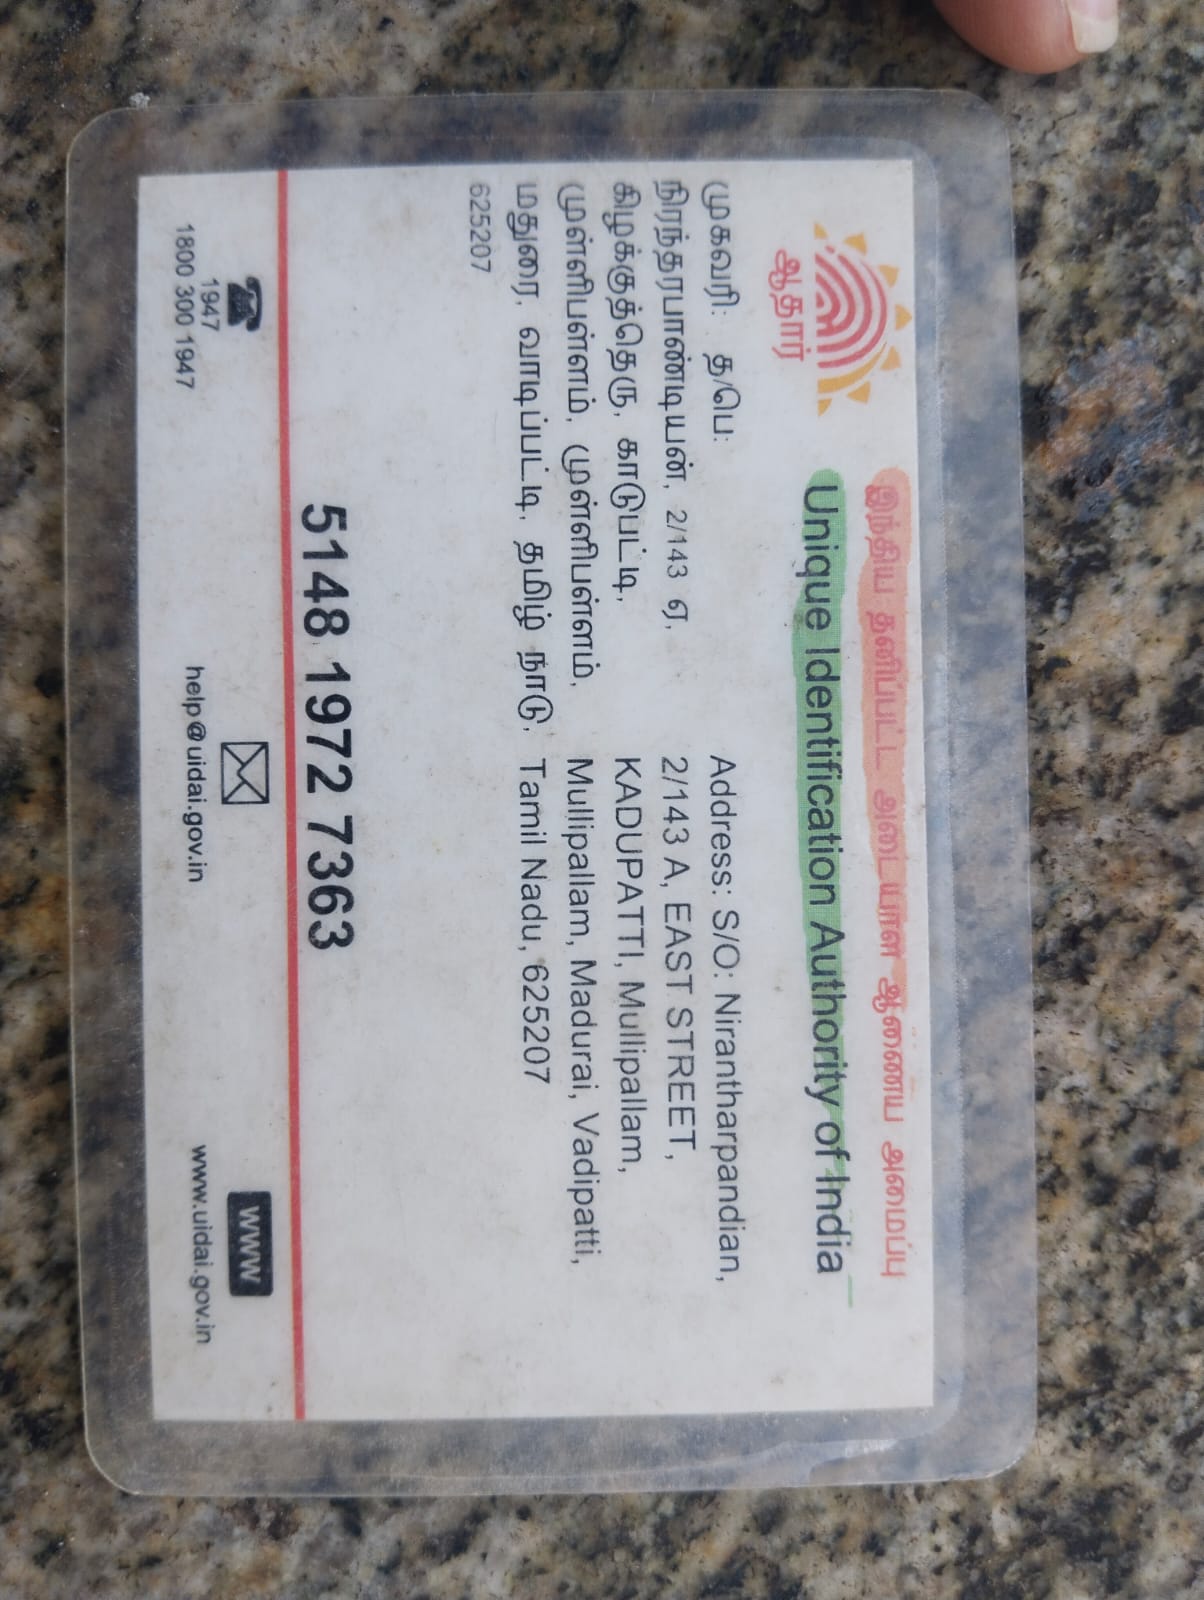 ஆதார்
இந்திய தனிப்பட்ட அடையாள ஆணைய அமைப்பு
Unique Identification Authority of India
முகவரி: த/பெ:
நிரந்தரபாண்டியன், 2/143 ஏ,
கிழக்குத்தெரு, காடுபட்டி,
முள்ளிபள்ளம், முள்ளிபள்ளம்,
மதுரை, வாடிப்பட்டி, தமிழ் நாடு,
625207
Address: S/O: Nirantharpandian,
2/143 A, EAST STREET,
KADUPATTI, Mullipallam,
Mullipallam, Madurai, Vadipatti,
Tamil Nadu, 625207
5148 1972 7363
1947
1800 300 1947
help@uidai.gov.in
WWW
www.uidai.gov.in